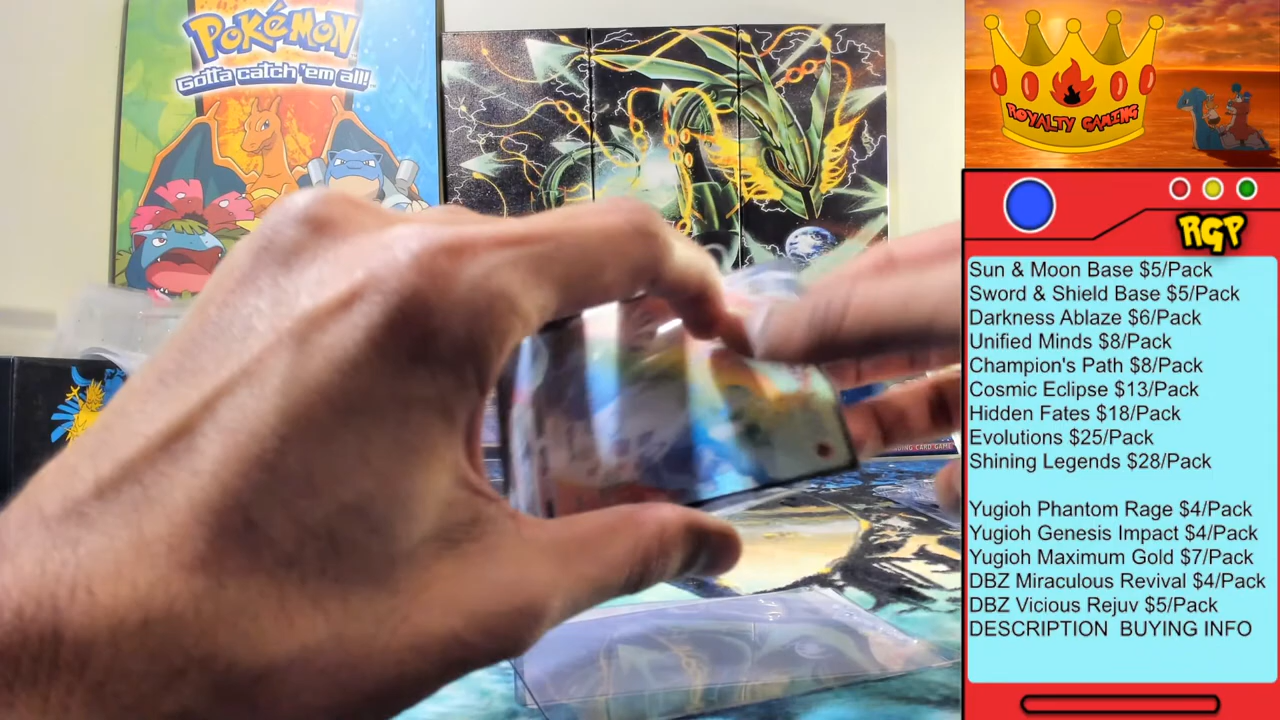 POKéMON
Gotta catch 'em all!
ROYALTY GAMING
RGP
Sun & Moon Base $5/Pack
Sword & Shield Base $5/Pack
Darkness Ablaze $6/Pack
Unified Minds $8/Pack
Champion's Path $8/Pack
Cosmic Eclipse $13/Pack
Hidden Fates $18/Pack
Evolutions $25/Pack
Shining Legends $28/Pack
Yugioh Phantom Rage $4/Pack
Yugioh Genesis Impact $4/Pack
Yugioh Maximum Gold $7/Pack
DBZ Miraculous Revival $4/Pack
DBZ Vicious Rejuv $5/Pack
DESCRIPTION BUYING INFO
TRADING CARD GAME